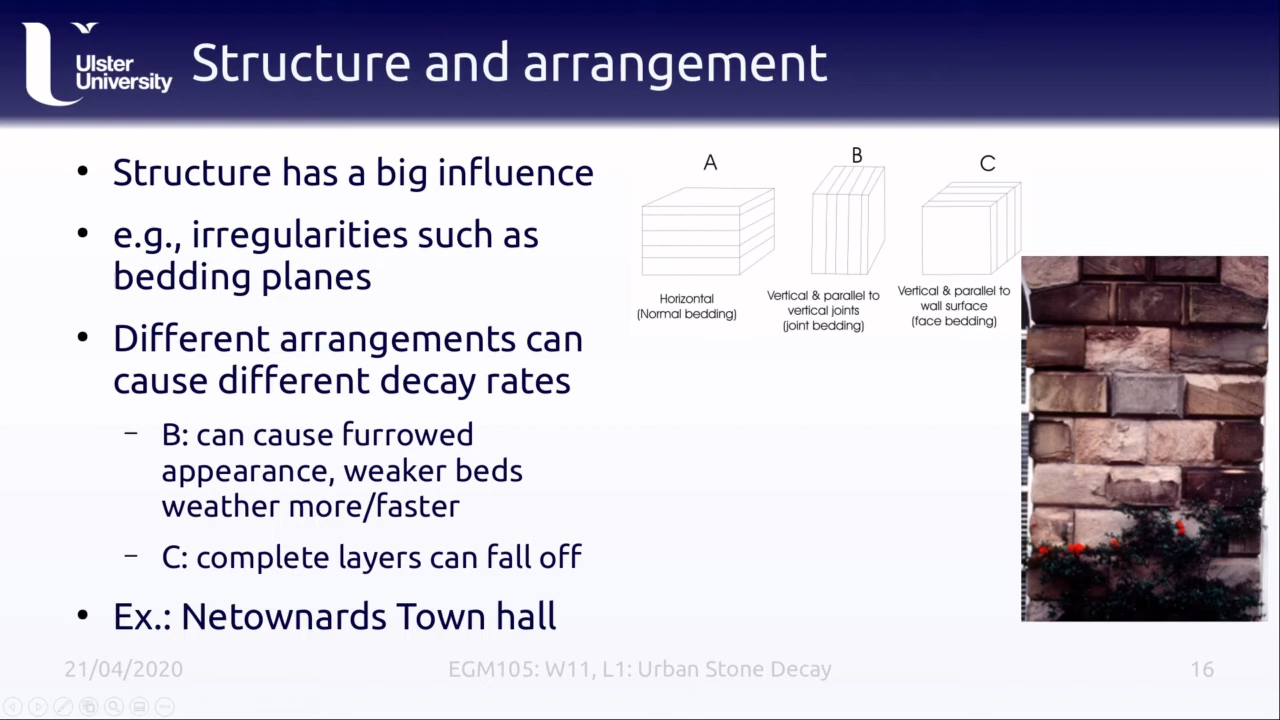 Ulster
University
Structure and arrangement
• Structure has a big influence
• e.g., irregularities such as
bedding planes
• Different arrangements can
cause different decay rates
– B: can cause furrowed
appearance, weaker beds
weather more/faster
– C: complete layers can fall off
• Ex.: Netownards Town hall
A
B
C
Horizontal
(Normal bedding)
Vertical & parallel to
vertical joints
(joint bedding)
Vertical & parallel to
wall surface
(face bedding)
21/04/2020
EGM105: W11, L1: Urban Stone Decay
16